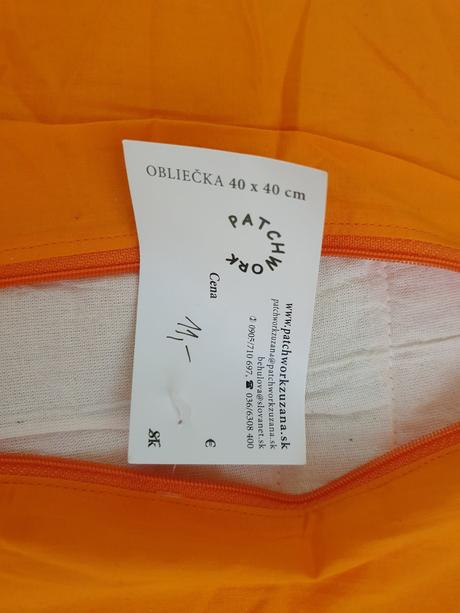 OBLIEČKA 40 x 40 cm
PATCHWORK
www.patchworkzuzana.sk
patchworkzuzana@patchworkzuzana.sk
behulova@slovanet.sk
✆ 0905/710 697, ☎ 036/6308 400
Cena
11,-
€
SK